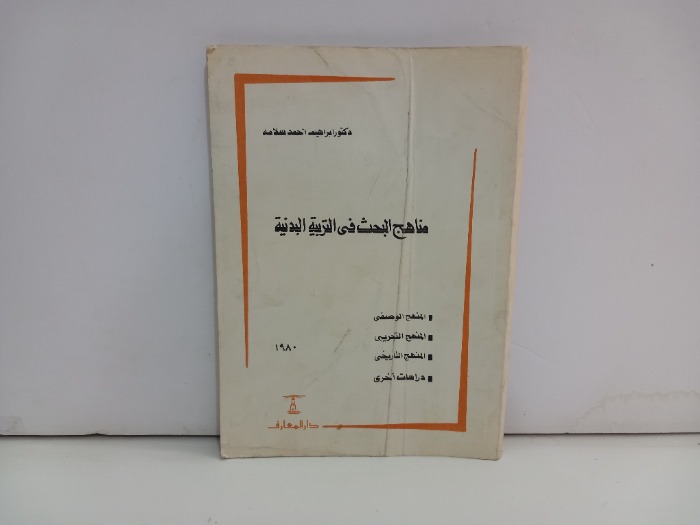 دكتور ابراهيم احمد سلامه
مناهج البحث فى التربية البدنية
المنهج الوصفى
المنهج التجريبى
المنهج التاريخى
دراسات أخرى
١٩٨٠
دار المعارف